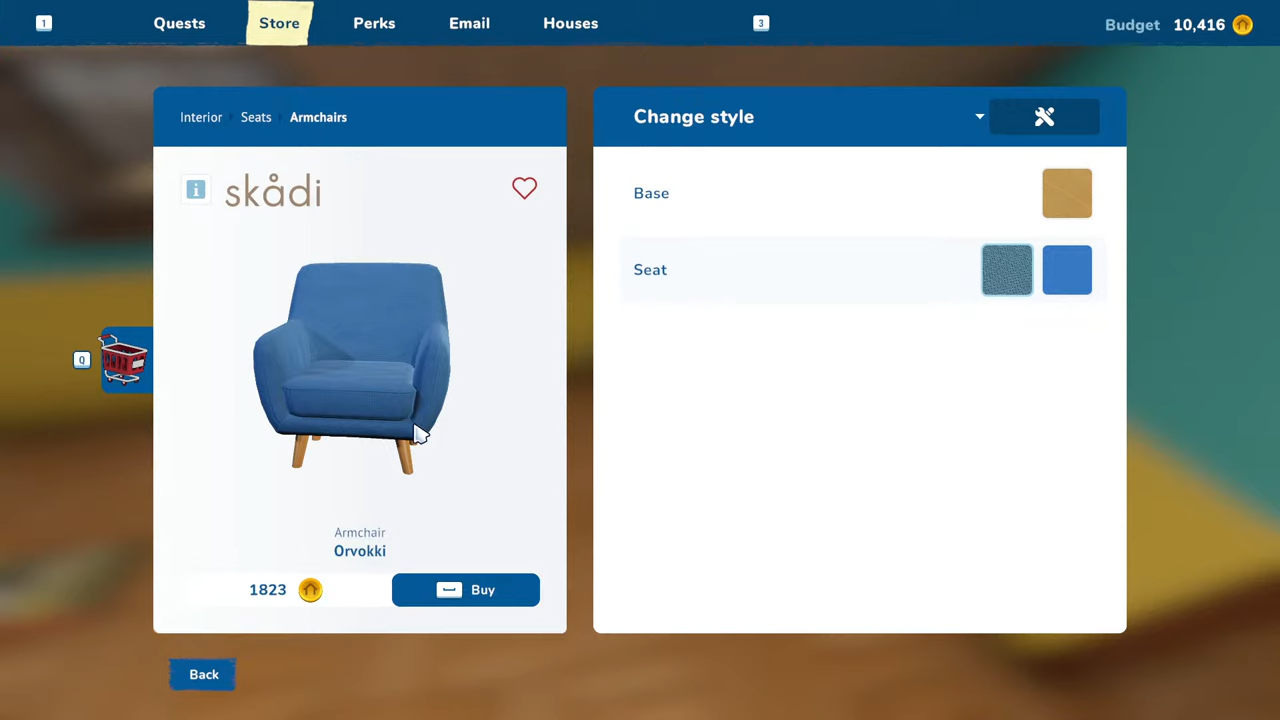 1 Quests Store Perks Email Houses 3 Budget 10,416
Interior Seats Armchairs
Change style
i skådi
Base
Seat
Q
Armchair
Orvokki
1823 Buy
Back